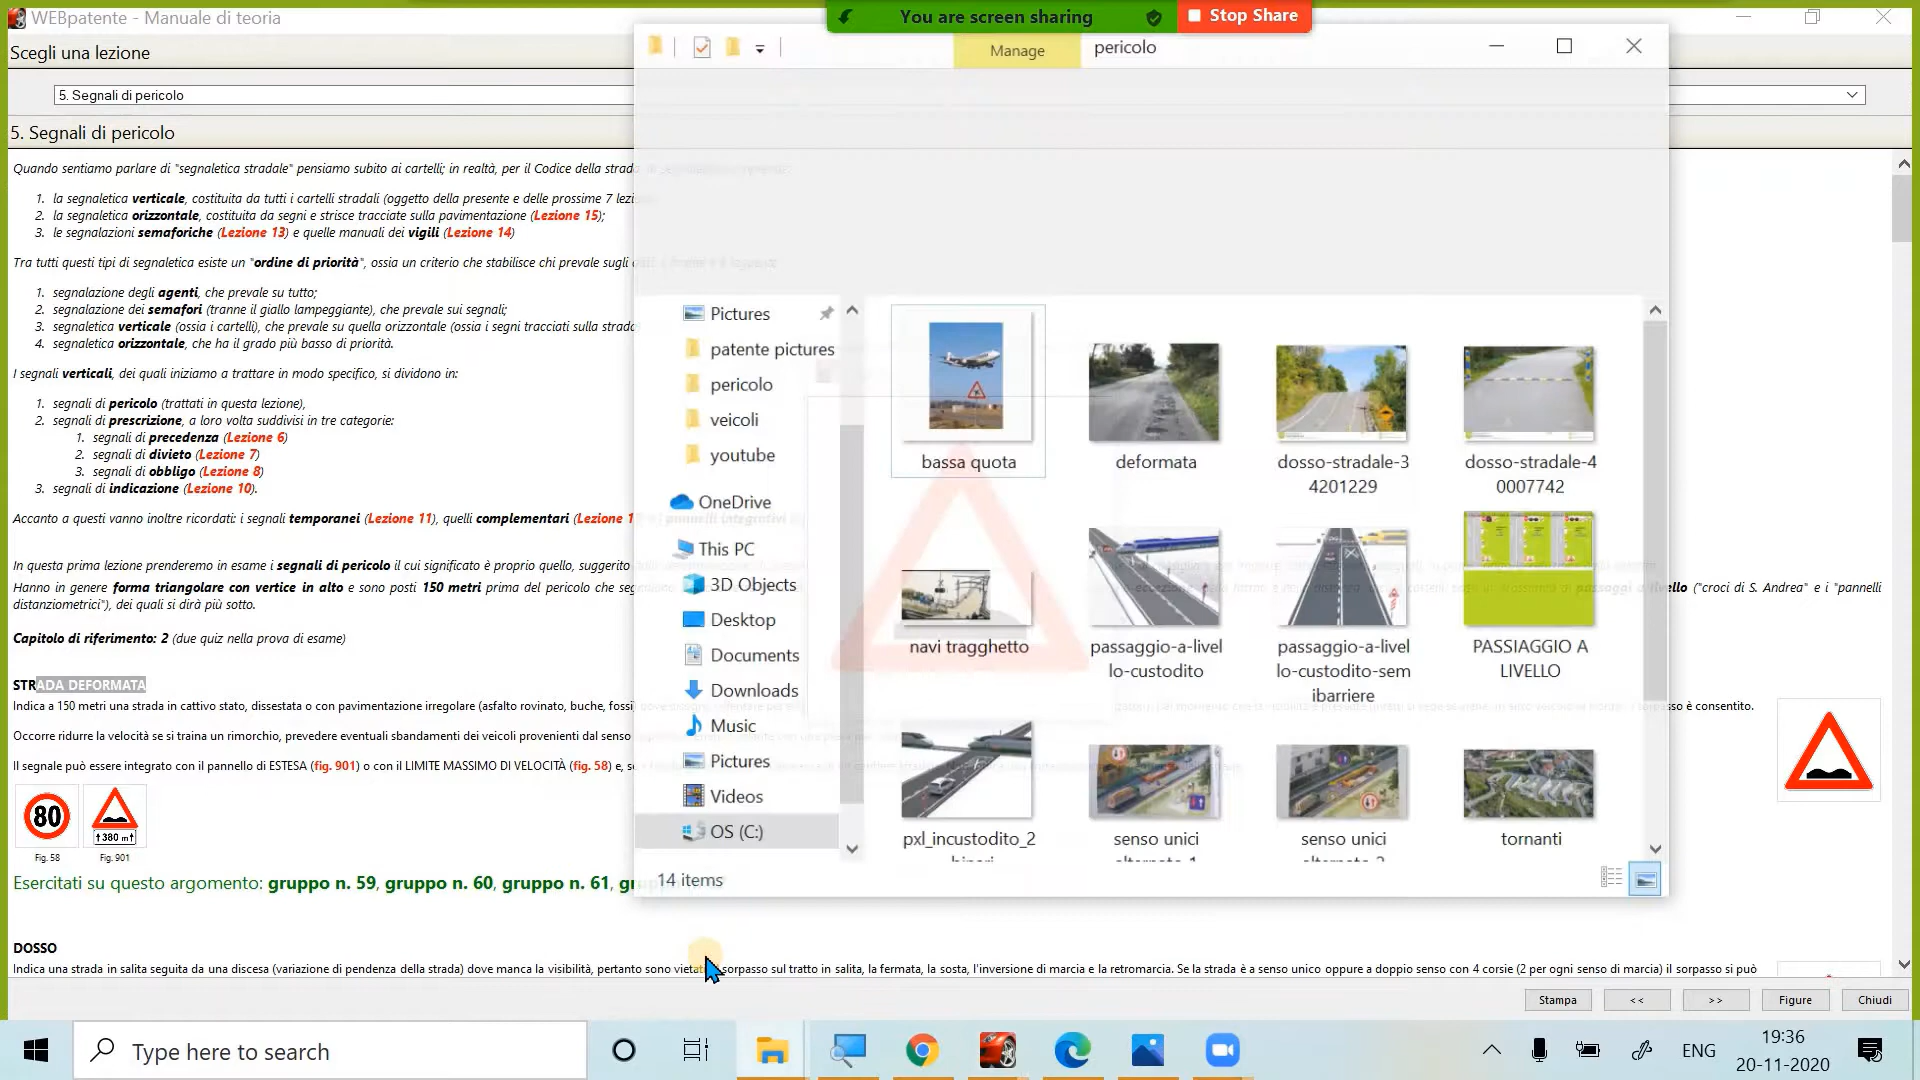 WEBpatente - Manuale di teoria
You are screen sharing
Stop Share
Scegli una lezione
Manage
pericolo
5. Segnali di pericolo
5. Segnali di pericolo
Quando sentiamo parlare di "segnaletica stradale" pensiamo subito ai cartelli; in realtà, per il Codice della strada
1. la segnaletica verticale, costituita da tutti i cartelli stradali (oggetto della presente e delle prossime 7 lezi
2. la segnaletica orizzontale, costituita da segni e strisce tracciate sulla pavimentazione (Lezione 15);
3. le segnalazioni semaforiche (Lezione 13) e quelle manuali dei vigili (Lezione 14)
Tra tutti questi tipi di segnaletica esiste un "ordine di priorità", ossia un criterio che stabilisce chi prevale sugli
1. segnalazione degli agenti, che prevale su tutto;
2. segnalazione dei semafori (tranne il giallo lampeggiante), che prevale sui segnali;
3. segnaletica verticale (ossia i cartelli), che prevale su quella orizzontale (ossia i segni tracciati sulla strada
4. segnaletica orizzontale, che ha il grado più basso di priorità.
I segnali verticali, dei quali iniziamo a trattare in modo specifico, si dividono in:
1. segnali di pericolo (trattati in questa lezione),
2. segnali di prescrizione, a loro volta suddivisi in tre categorie:
1. segnali di precedenza (Lezione 6)
2. segnali di divieto (Lezione 7)
3. segnali di obbligo (Lezione 8)
3. segnali di indicazione (Lezione 10).
Accanto a questi vanno inoltre ricordati: i segnali temporanei (Lezione 11), quelli complementari (Lezione 1
In questa prima lezione prenderemo in esame i segnali di pericolo il cui significato è proprio quello, suggerito
Hanno in genere forma triangolare con vertice in alto e sono posti 150 metri prima del pericolo che seg
llo ("croci di S. Andrea" e i "pannelli
distanziometrici"), dei quali si dirà più sotto.
Capitolo di riferimento: 2 (due quiz nella prova di esame)
STRADA DEFORMATA
Indica a 150 metri una strada in cattivo stato, dissestata o con pavimentazione irregolare (asfalto rovinato, buche, fossi
sso è consentito.
Occorre ridurre la velocità se si traina un rimorchio, prevedere eventuali sbandamenti dei veicoli provenienti dal senso
Il segnale può essere integrato con il pannello di ESTESA (fig. 901) o con il LIMITE MASSIMO DI VELOCITÀ (fig. 58) e, se
80
380 m
Fig. 58
Fig. 901
Esercitati su questo argomento: gruppo n. 59, gruppo n. 60, gruppo n. 61, g
DOSSO
Indica una strada in salita seguita da una discesa (variazione di pendenza della strada) dove manca la visibilità, pertanto sono vietati il sorpasso sul tratto in salita, la fermata, la sosta, l'inversione di marcia e la retromarcia. Se la strada è a senso unico oppure a doppio senso con 4 corsie (2 per ogni senso di marcia) il sorpasso si può
Pictures
patente pictures
pericolo
veicoli
youtube
OneDrive
This PC
3D Objects
Desktop
Documents
Downloads
Music
Pictures
Videos
OS (C:)
bassa quota
deformata
dosso-stradale-3
4201229
dosso-stradale-4
0007742
navi tragghetto
passaggio-a-livel
lo-custodito
passaggio-a-livel
lo-custodito-sem
ibarriere
PASSIAGGIO A
LIVELLO
pxl_incustodito_2
binari
senso unici
alternato-1
senso unici
alternato-2
tornanti
14 items
Stampa
<<
>>
Figure
Chiudi
Type here to search
ENG
19:36
20-11-2020